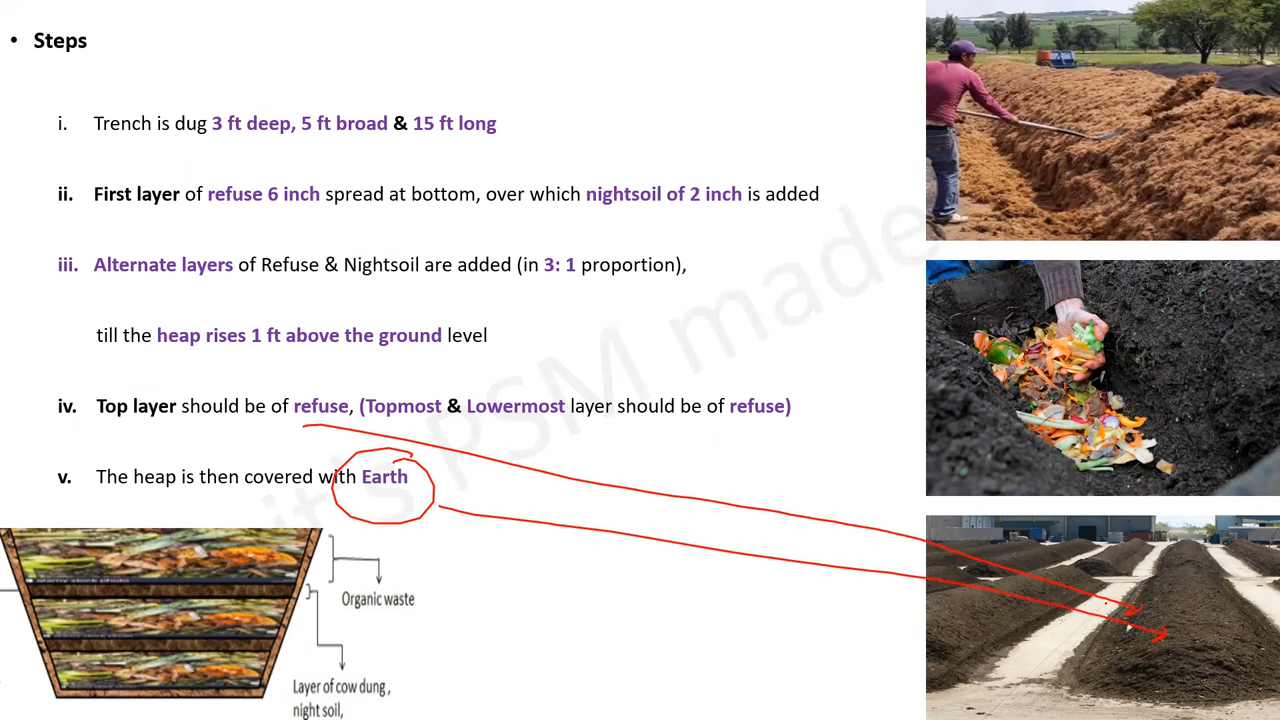 • Steps
i. Trench is dug 3 ft deep, 5 ft broad & 15 ft long
ii. First layer of refuse 6 inch spread at bottom, over which nightsoil of 2 inch is added
iii. Alternate layers of Refuse & Nightsoil are added (in 3: 1 proportion),
till the heap rises 1 ft above the ground level
iv. Top layer should be of refuse, (Topmost & Lowermost layer should be of refuse)
v. The heap is then covered with Earth
it's PSM made
Organic waste
Layer of cow dung ,
night soil,